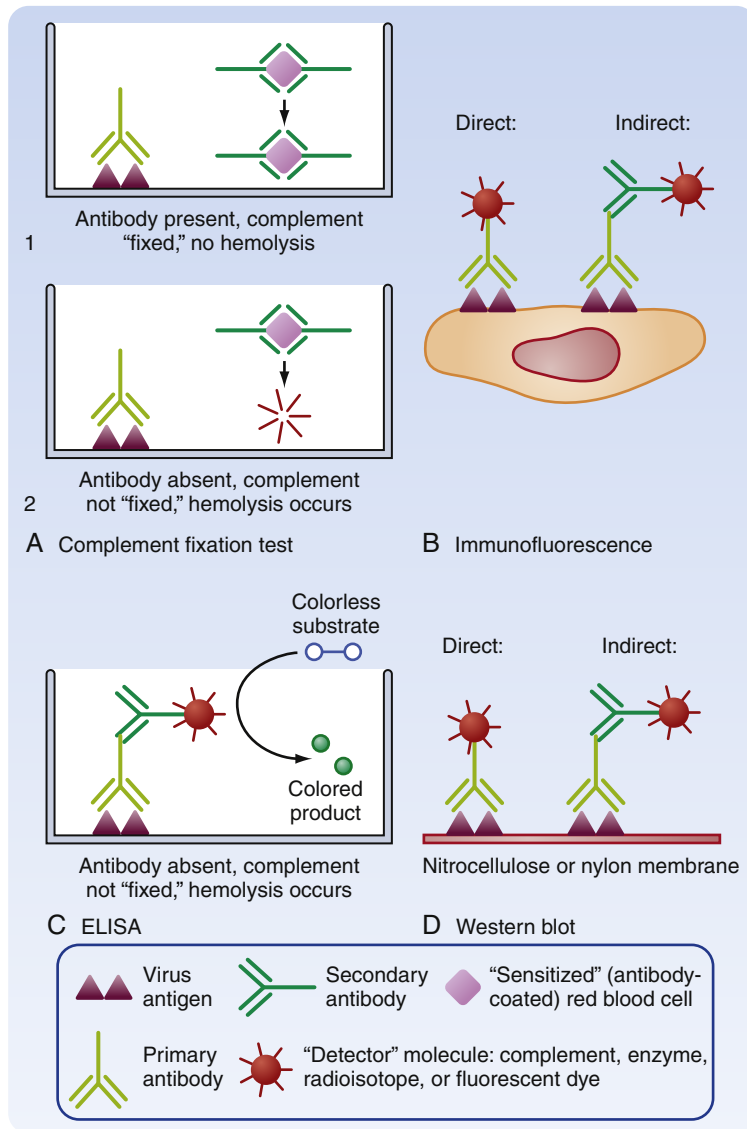 Antibody present, complement
1 "fixed," no hemolysis
Antibody absent, complement
2 not "fixed," hemolysis occurs
A Complement fixation test
Direct:
Indirect:
B Immunofluorescence
Colorless
substrate
Colored
product
Antibody absent, complement
not "fixed," hemolysis occurs
C ELISA
Direct:
Indirect:
Nitrocellulose or nylon membrane
D Western blot
Virus
antigen
Secondary
antibody
“Sensitized” (antibody-
coated) red blood cell
Primary
antibody
“Detector” molecule: complement, enzyme,
radioisotope, or fluorescent dye